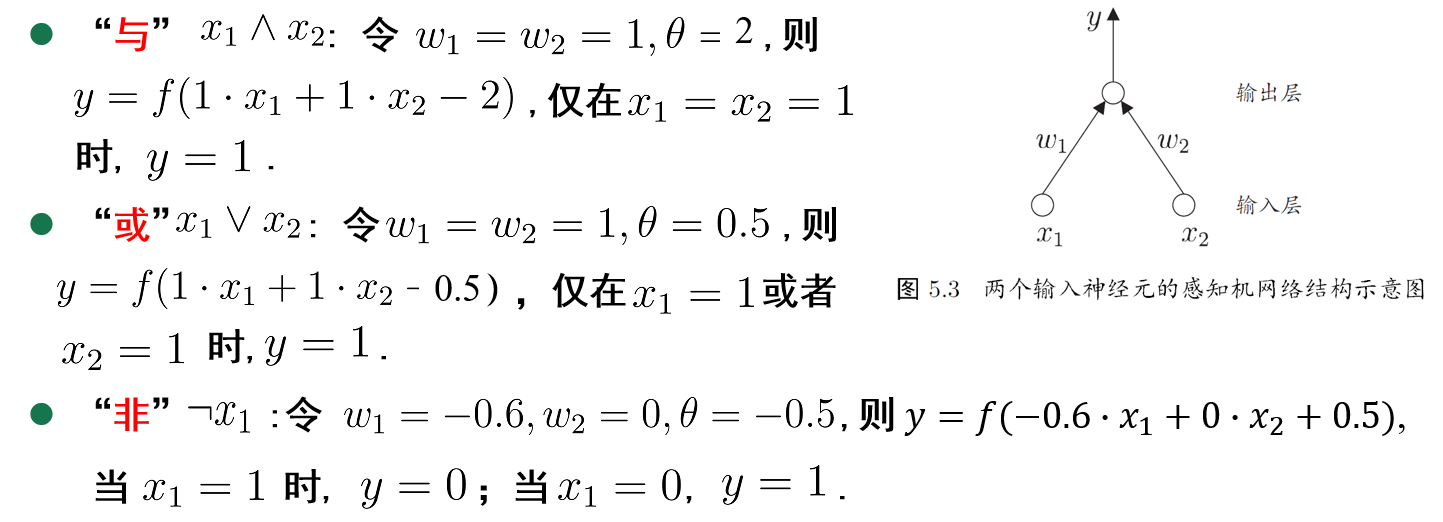 ● “与” x₁ ∧ x₂: 令 w₁ = w₂ = 1, θ = 2 ,则
y = f(1 · x₁ + 1 · x₂ − 2) ,仅在 x₁ = x₂ = 1
时, y = 1 .
● “或” x₁ ∨ x₂: 令 w₁ = w₂ = 1, θ = 0.5 ,则
y = f(1 · x₁ + 1 · x₂ - 0.5) ，仅在 x₁ = 1 或者
x₂ = 1 时, y = 1 .
● “非” ¬x₁ :令 w₁ = −0.6, w₂ = 0, θ = −0.5, 则 y = f(−0.6 · x₁ + 0 · x₂ + 0.5),
当 x₁ = 1 时, y = 0 ；当 x₁ = 0, y = 1 .
y
输出层
w₁ w₂
输入层
x₁ x₂
图 5.3 两个输入神经元的感知机网络结构示意图